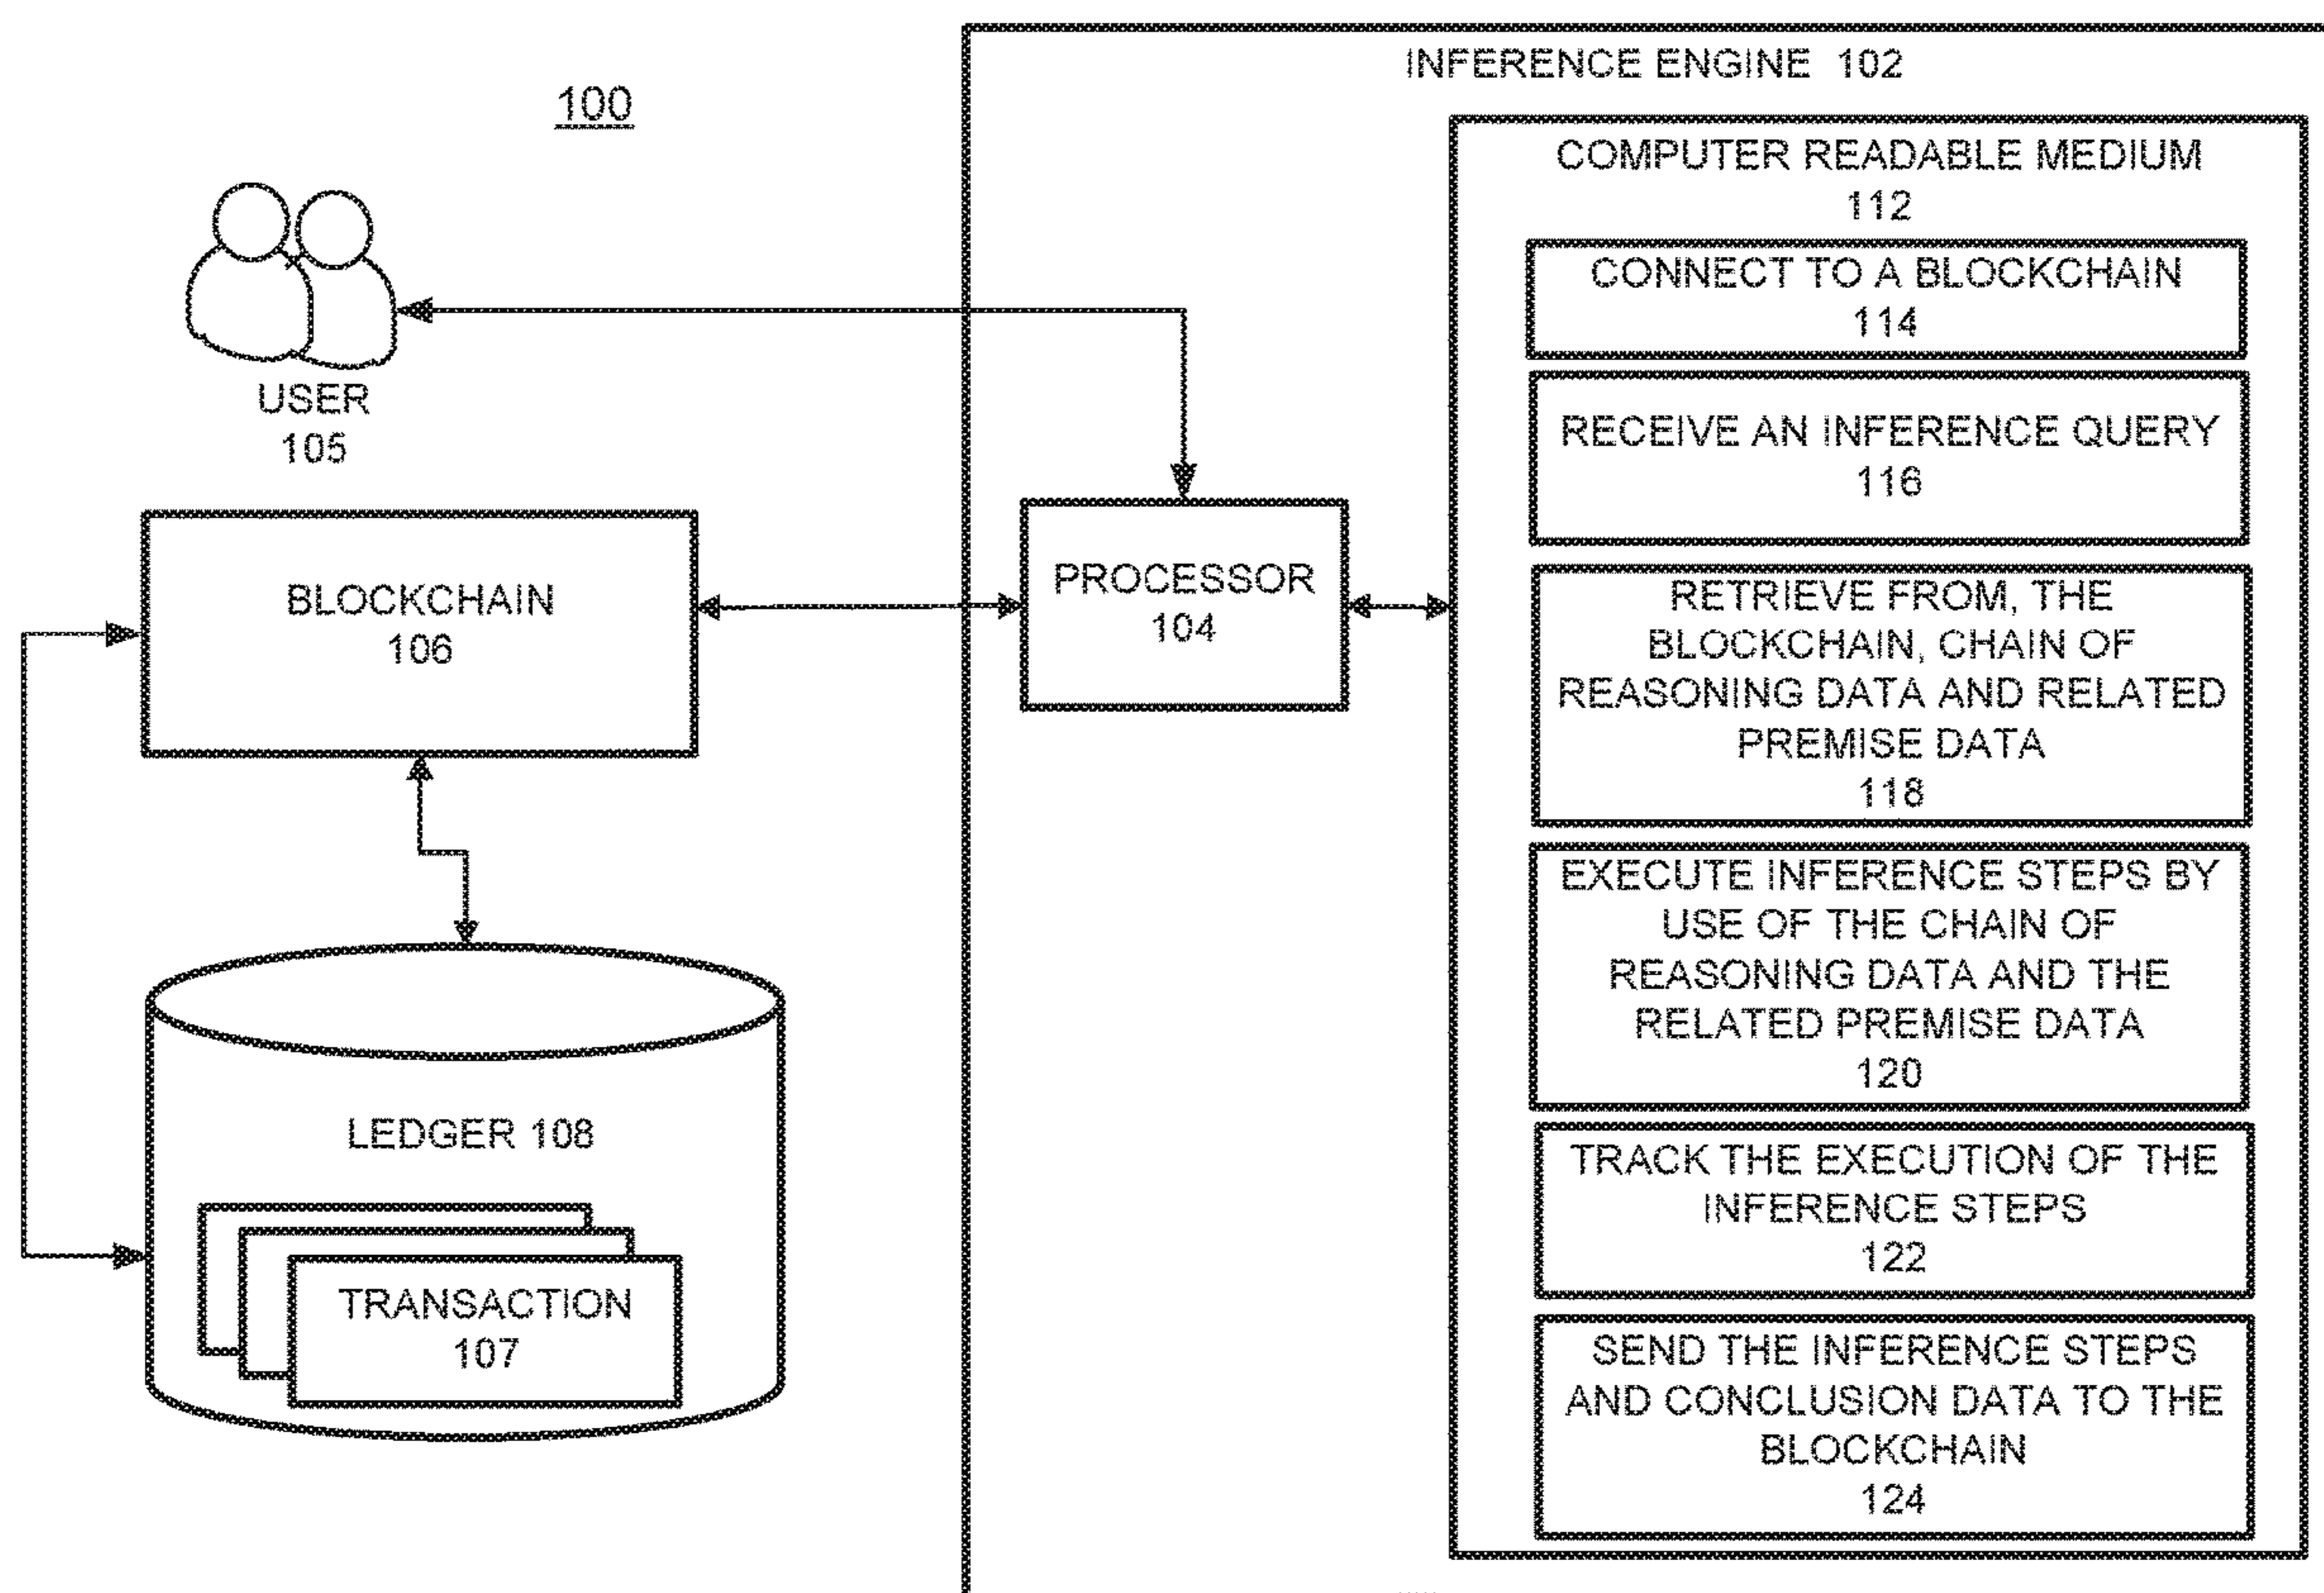 100
USER
105
BLOCKCHAIN
106
LEDGER 108
TRANSACTION
107
INFERENCE ENGINE 102
PROCESSOR
104
COMPUTER READABLE MEDIUM
112
CONNECT TO A BLOCKCHAIN
114
RECEIVE AN INFERENCE QUERY
116
RETRIEVE FROM, THE
BLOCKCHAIN, CHAIN OF
REASONING DATA AND RELATED
PREMISE DATA
118
EXECUTE INFERENCE STEPS BY
USE OF THE CHAIN OF
REASONING DATA AND THE
RELATED PREMISE DATA
120
TRACK THE EXECUTION OF THE
INFERENCE STEPS
122
SEND THE INFERENCE STEPS
AND CONCLUSION DATA TO THE
BLOCKCHAIN
124